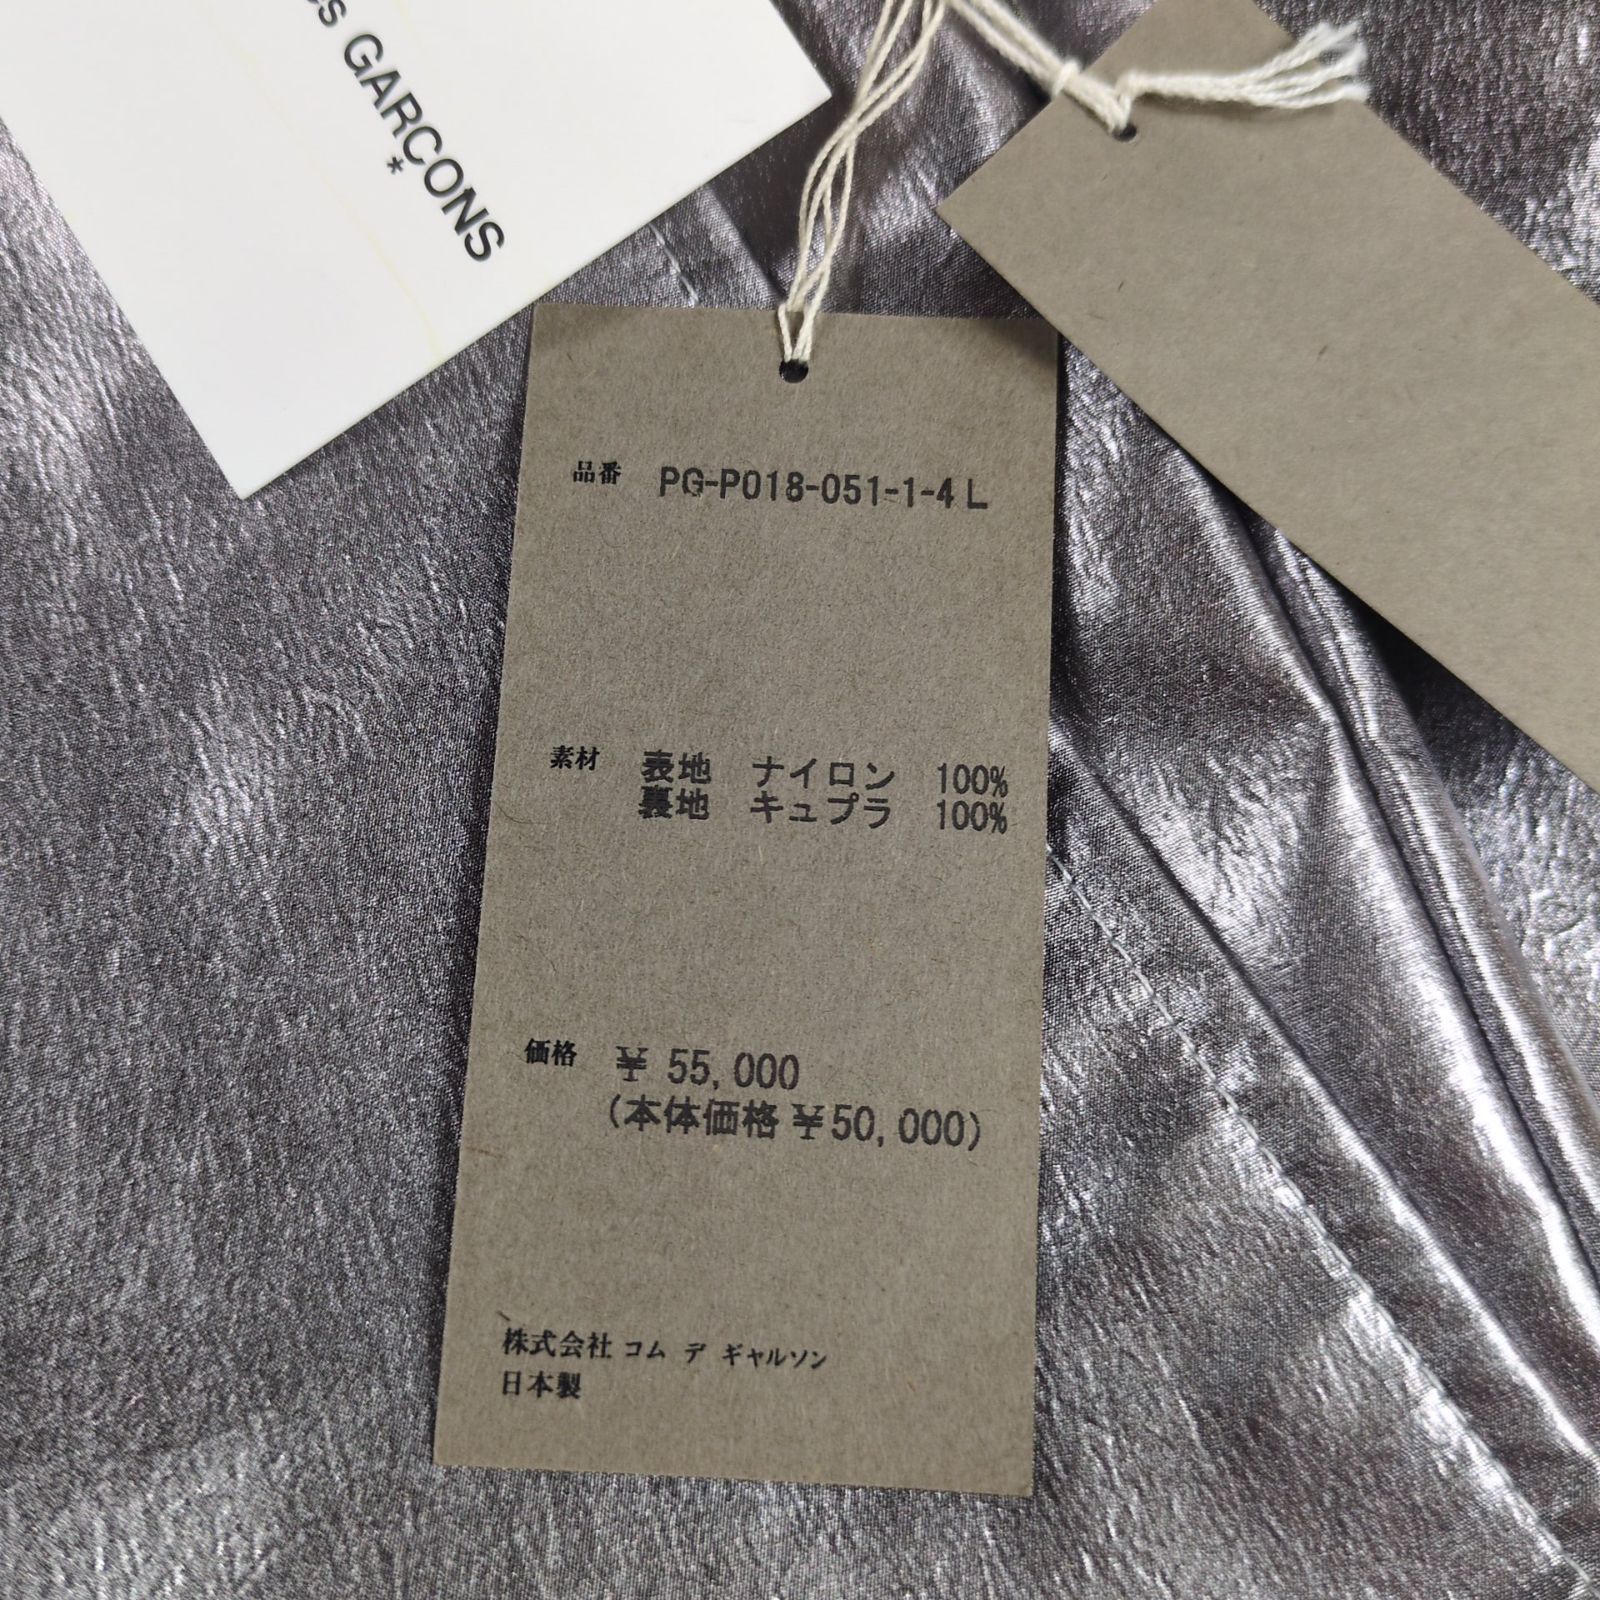 GARÇONS
*
品番 PG-P018-051-1-4 L
素材 表地 ナイロン 100%
裏地 キュプラ 100%
価格 ¥ 55,000
(本体価格 ¥50,000)
株式会社 コム デ ギャルソン
日本製